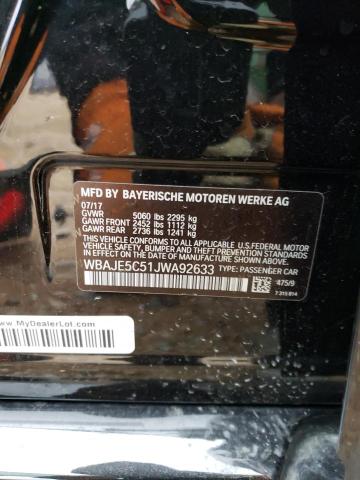 MFD BY BAYERISCHE MOTOREN WERKE AG
07/17
GVWR 5060 lbs 2295 kg
GAWR FRONT 2452 lbs 1112 kg
GAWR REAR 2736 lbs 1241 kg
THIS VEHICLE CONFORMS TO ALL APPLICABLE U.S. FEDERAL MOTOR
VEHICLE SAFETY, BUMPER, AND THEFT PREVENTION STANDARDS
IN EFFECT ON THE DATE OF MANUFACTURE SHOWN ABOVE.
WBAJE5C51JWA92633 TYPE: PASSENGER CAR
475/9
7 315 814
MyDealerLot.com